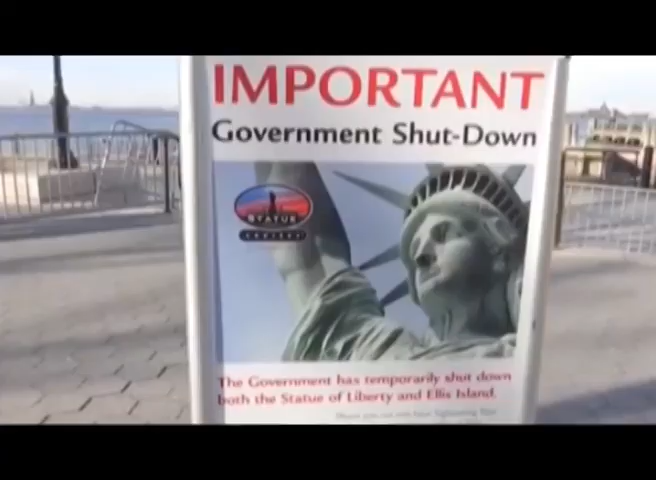 IMPORTANT
Government Shut-Down
STATUE
CRUISES
The Government has temporarily shut down
both the Statue of Liberty and Ellis Island.